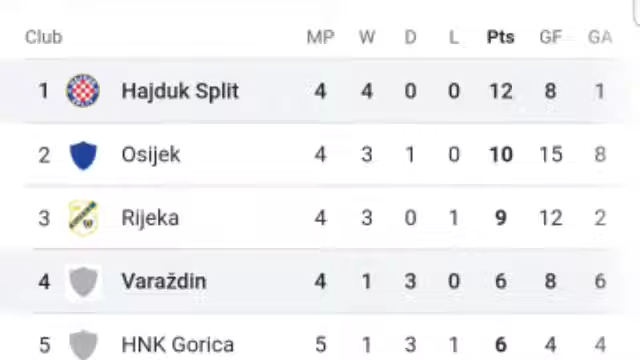 Club MP W D L Pts GF GA
1 Hajduk Split 4 4 0 0 12 8 1
2 Osijek 4 3 1 0 10 15 8
3 Rijeka 4 3 0 1 9 12 2
4 Varaždin 4 1 3 0 6 8 6
5 HNK Gorica 5 1 3 1 6 4 4